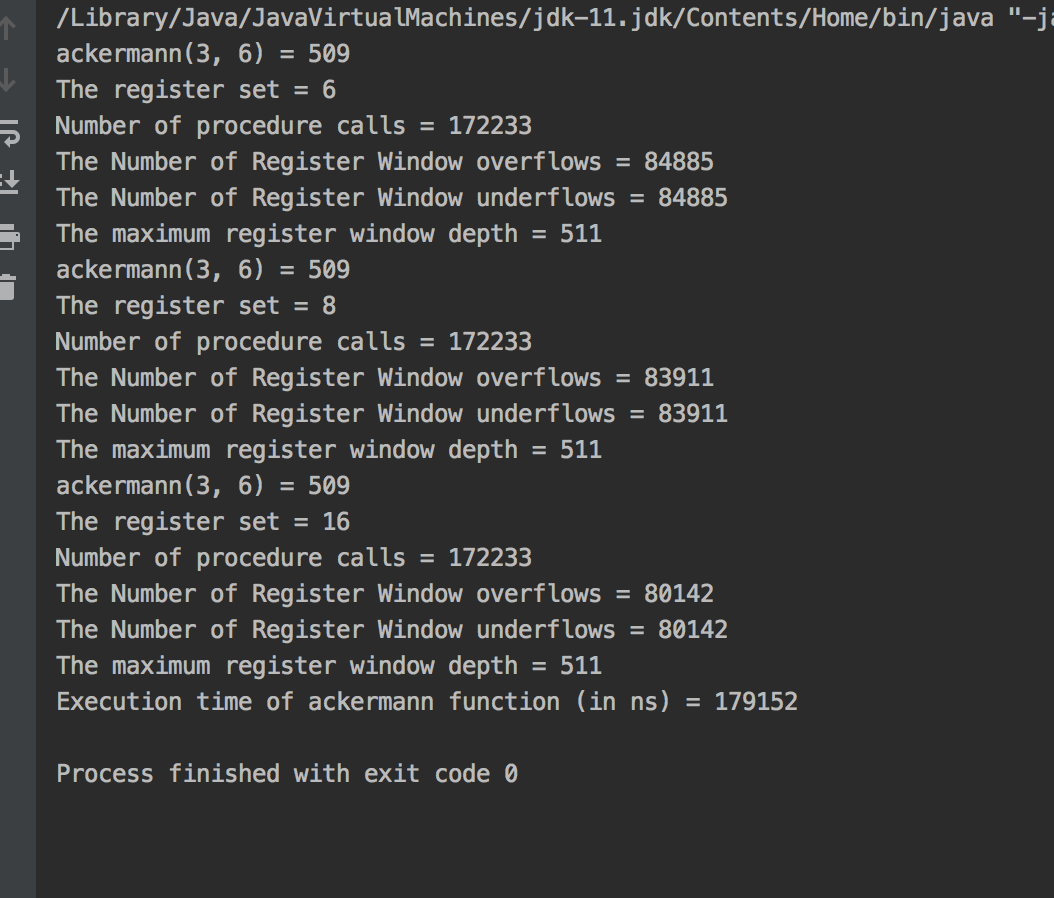 /Library/Java/JavaVirtualMachines/jdk-11.jdk/Contents/Home/bin/java "-ja
ackermann(3, 6) = 509
The register set = 6
Number of procedure calls = 172233
The Number of Register Window overflows = 84885
The Number of Register Window underflows = 84885
The maximum register window depth = 511
ackermann(3, 6) = 509
The register set = 8
Number of procedure calls = 172233
The Number of Register Window overflows = 83911
The Number of Register Window underflows = 83911
The maximum register window depth = 511
ackermann(3, 6) = 509
The register set = 16
Number of procedure calls = 172233
The Number of Register Window overflows = 80142
The Number of Register Window underflows = 80142
The maximum register window depth = 511
Execution time of ackermann function (in ns) = 179152
Process finished with exit code 0